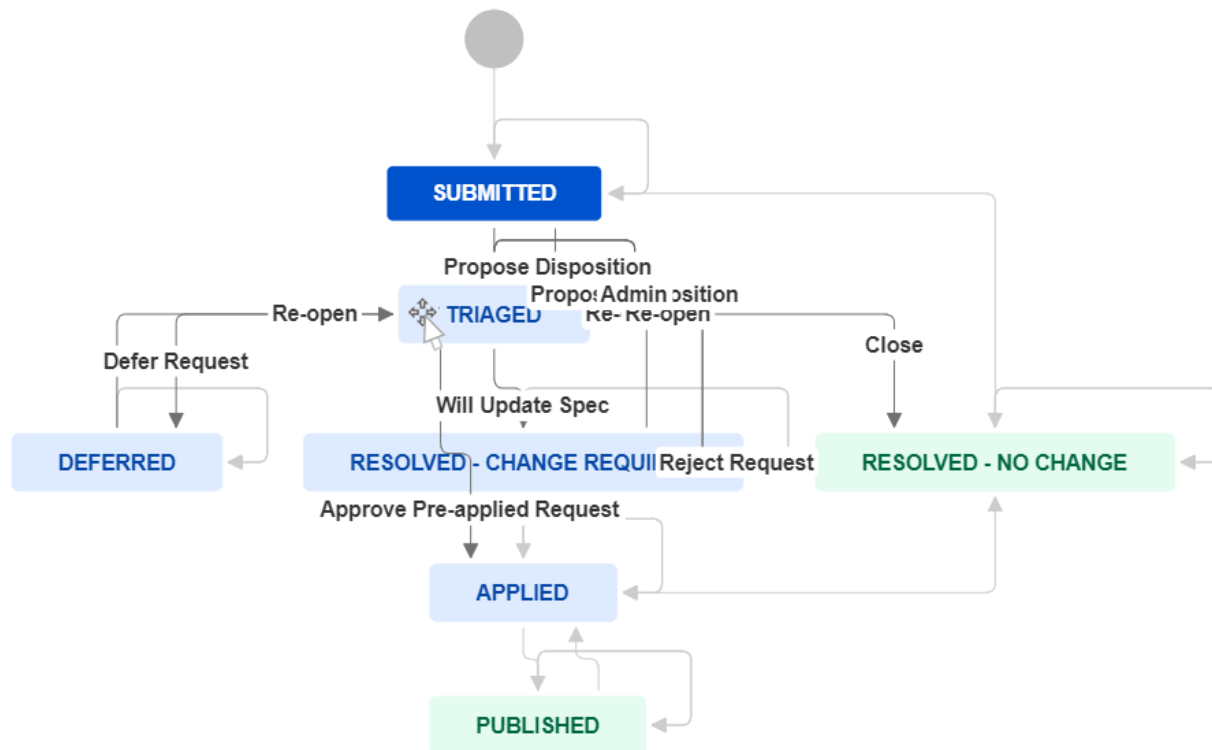 SUBMITTED
Propose Disposition
Propos Admin osition
Re-open
TRIAGED
Re- Re-open
Close
Defer Request
Will Update Spec
DEFERRED
RESOLVED - CHANGE REQUI
Reject Request
RESOLVED - NO CHANGE
Approve Pre-applied Request
APPLIED
PUBLISHED